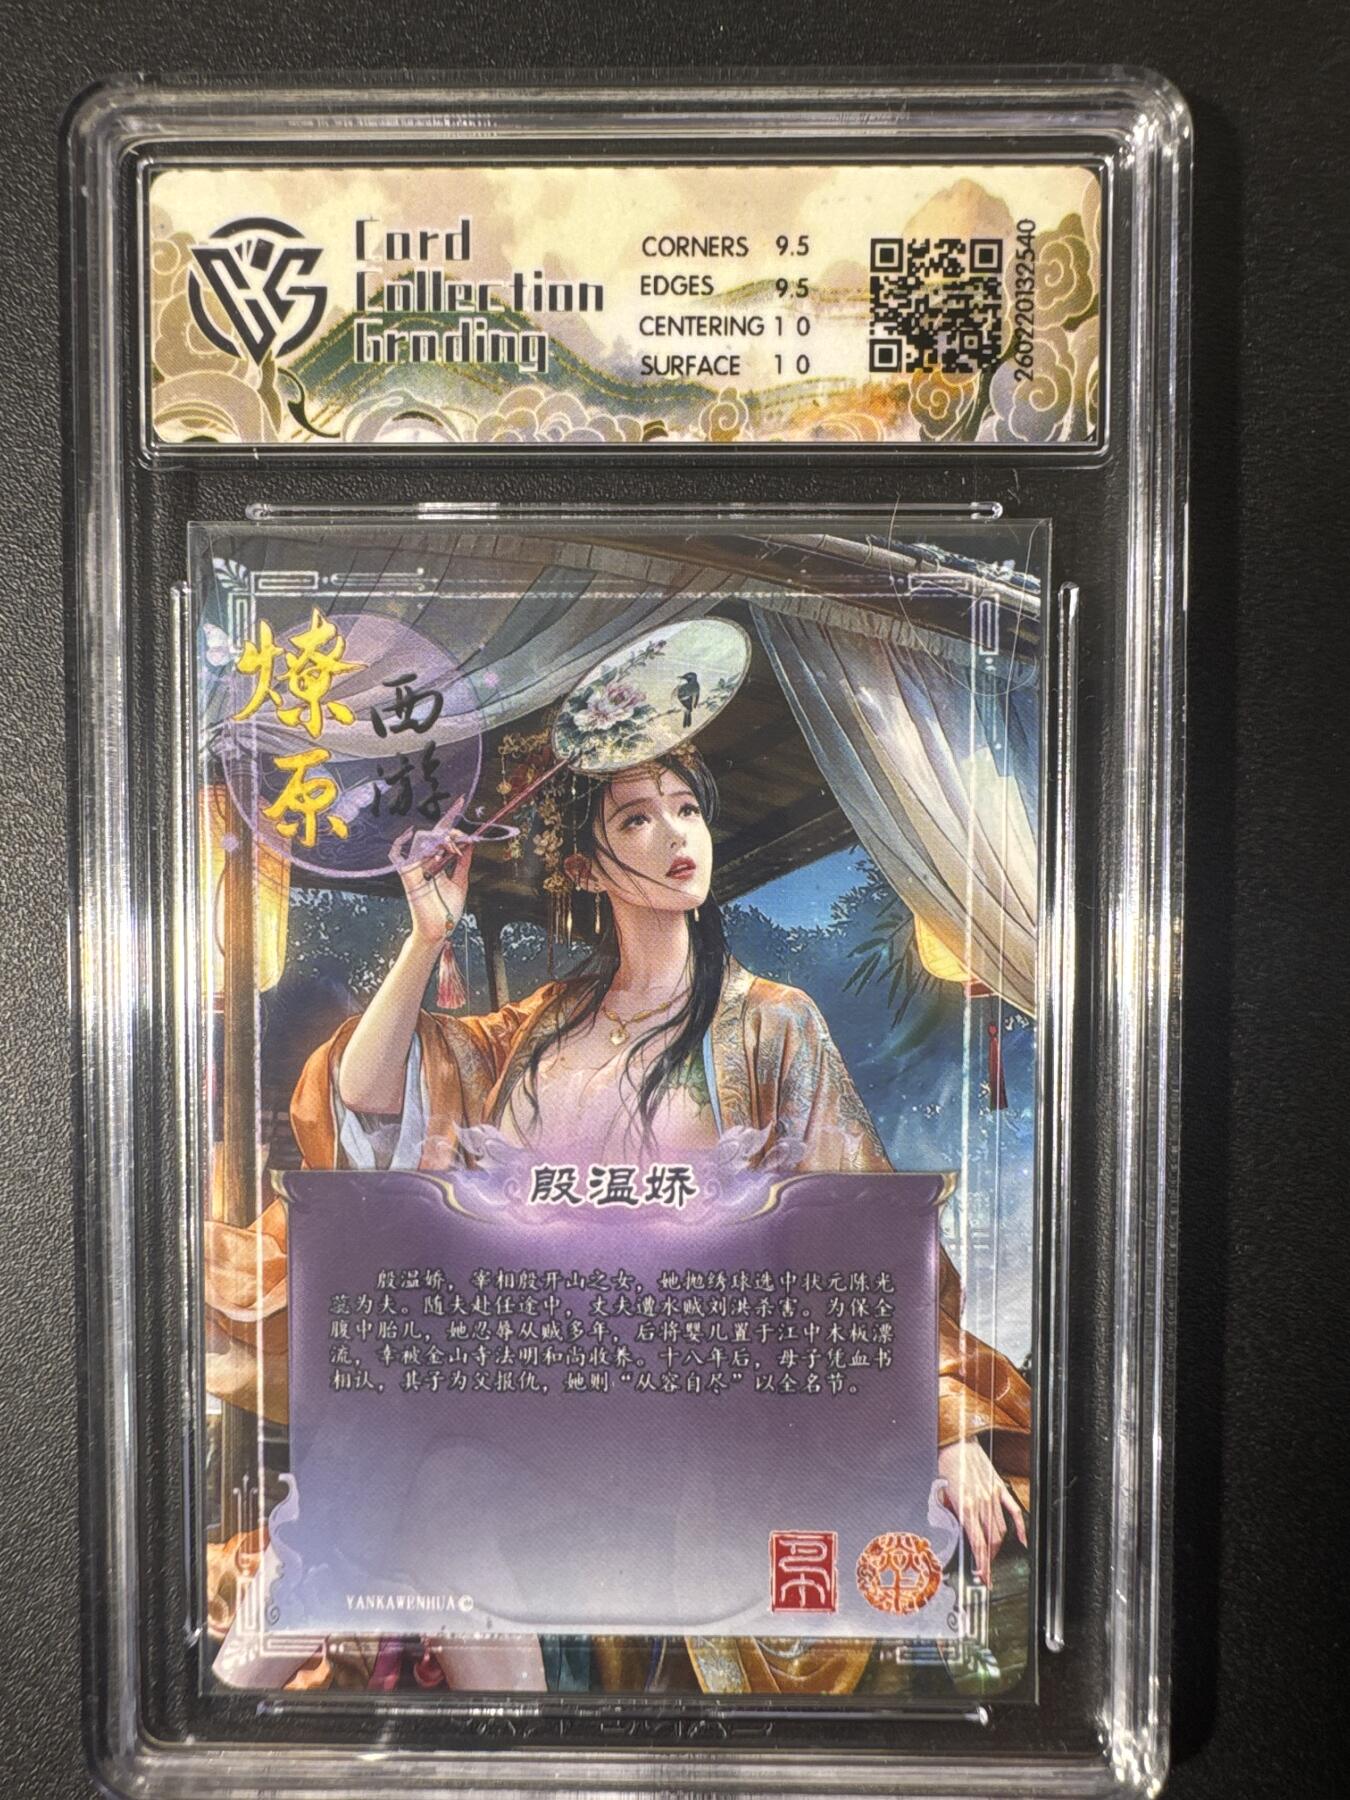 Card
Collection
Grading
CORNERS 9.5
EDGES 9.5
CENTERING 10
SURFACE 10
2602220132540
燎原
西游
殷温娇
殷温娇，宰相殷开山之女，她抛绣球选中状元陈光
蕊为夫。随夫赴任途中，丈夫遭水贼刘洪杀害。为保全
腹中胎儿，她忍辱从贼多年，后将婴儿置于江中木板漂
流，幸被金山寺法明和尚收养。十八年后，母子凭血书
相认，其子为父报仇，她则“从容自尽”以全名节。
YANKAWENHUA